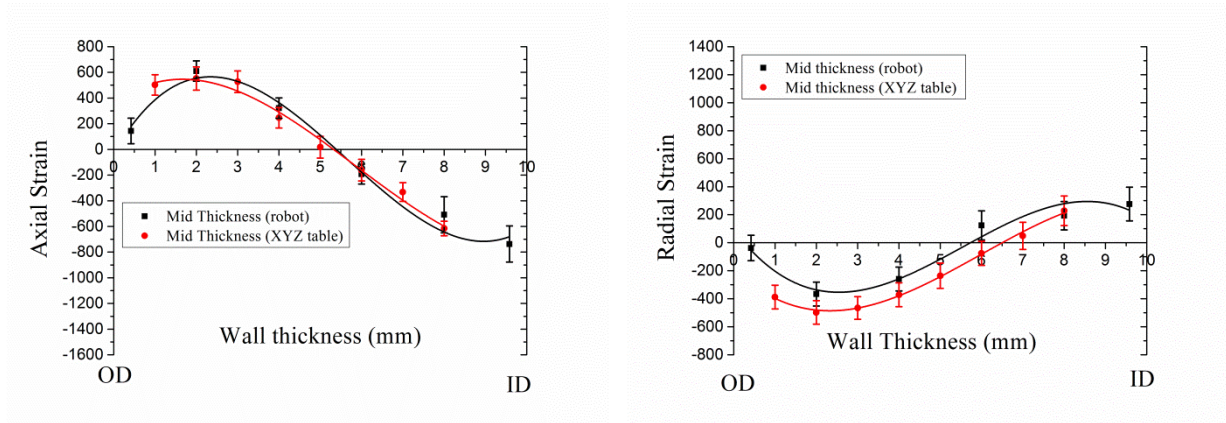 800
600
400
200
0
-200
-400
-600
-800
-1000
-1200
-1400
-1600
0 1 2 3 4 5 6 7 8 9 10
Axial Strain
Mid Thickness (robot)
Mid Thickness (XYZ table)
Wall thickness (mm)
OD
ID
1400
1200
1000
800
600
400
200
0
-200
-400
-600
-800
0 1 2 3 4 5 6 7 8 9 10
Radial Strain
Mid thickness (robot)
Mid thickness (XYZ table)
Wall Thickness (mm)
OD
ID